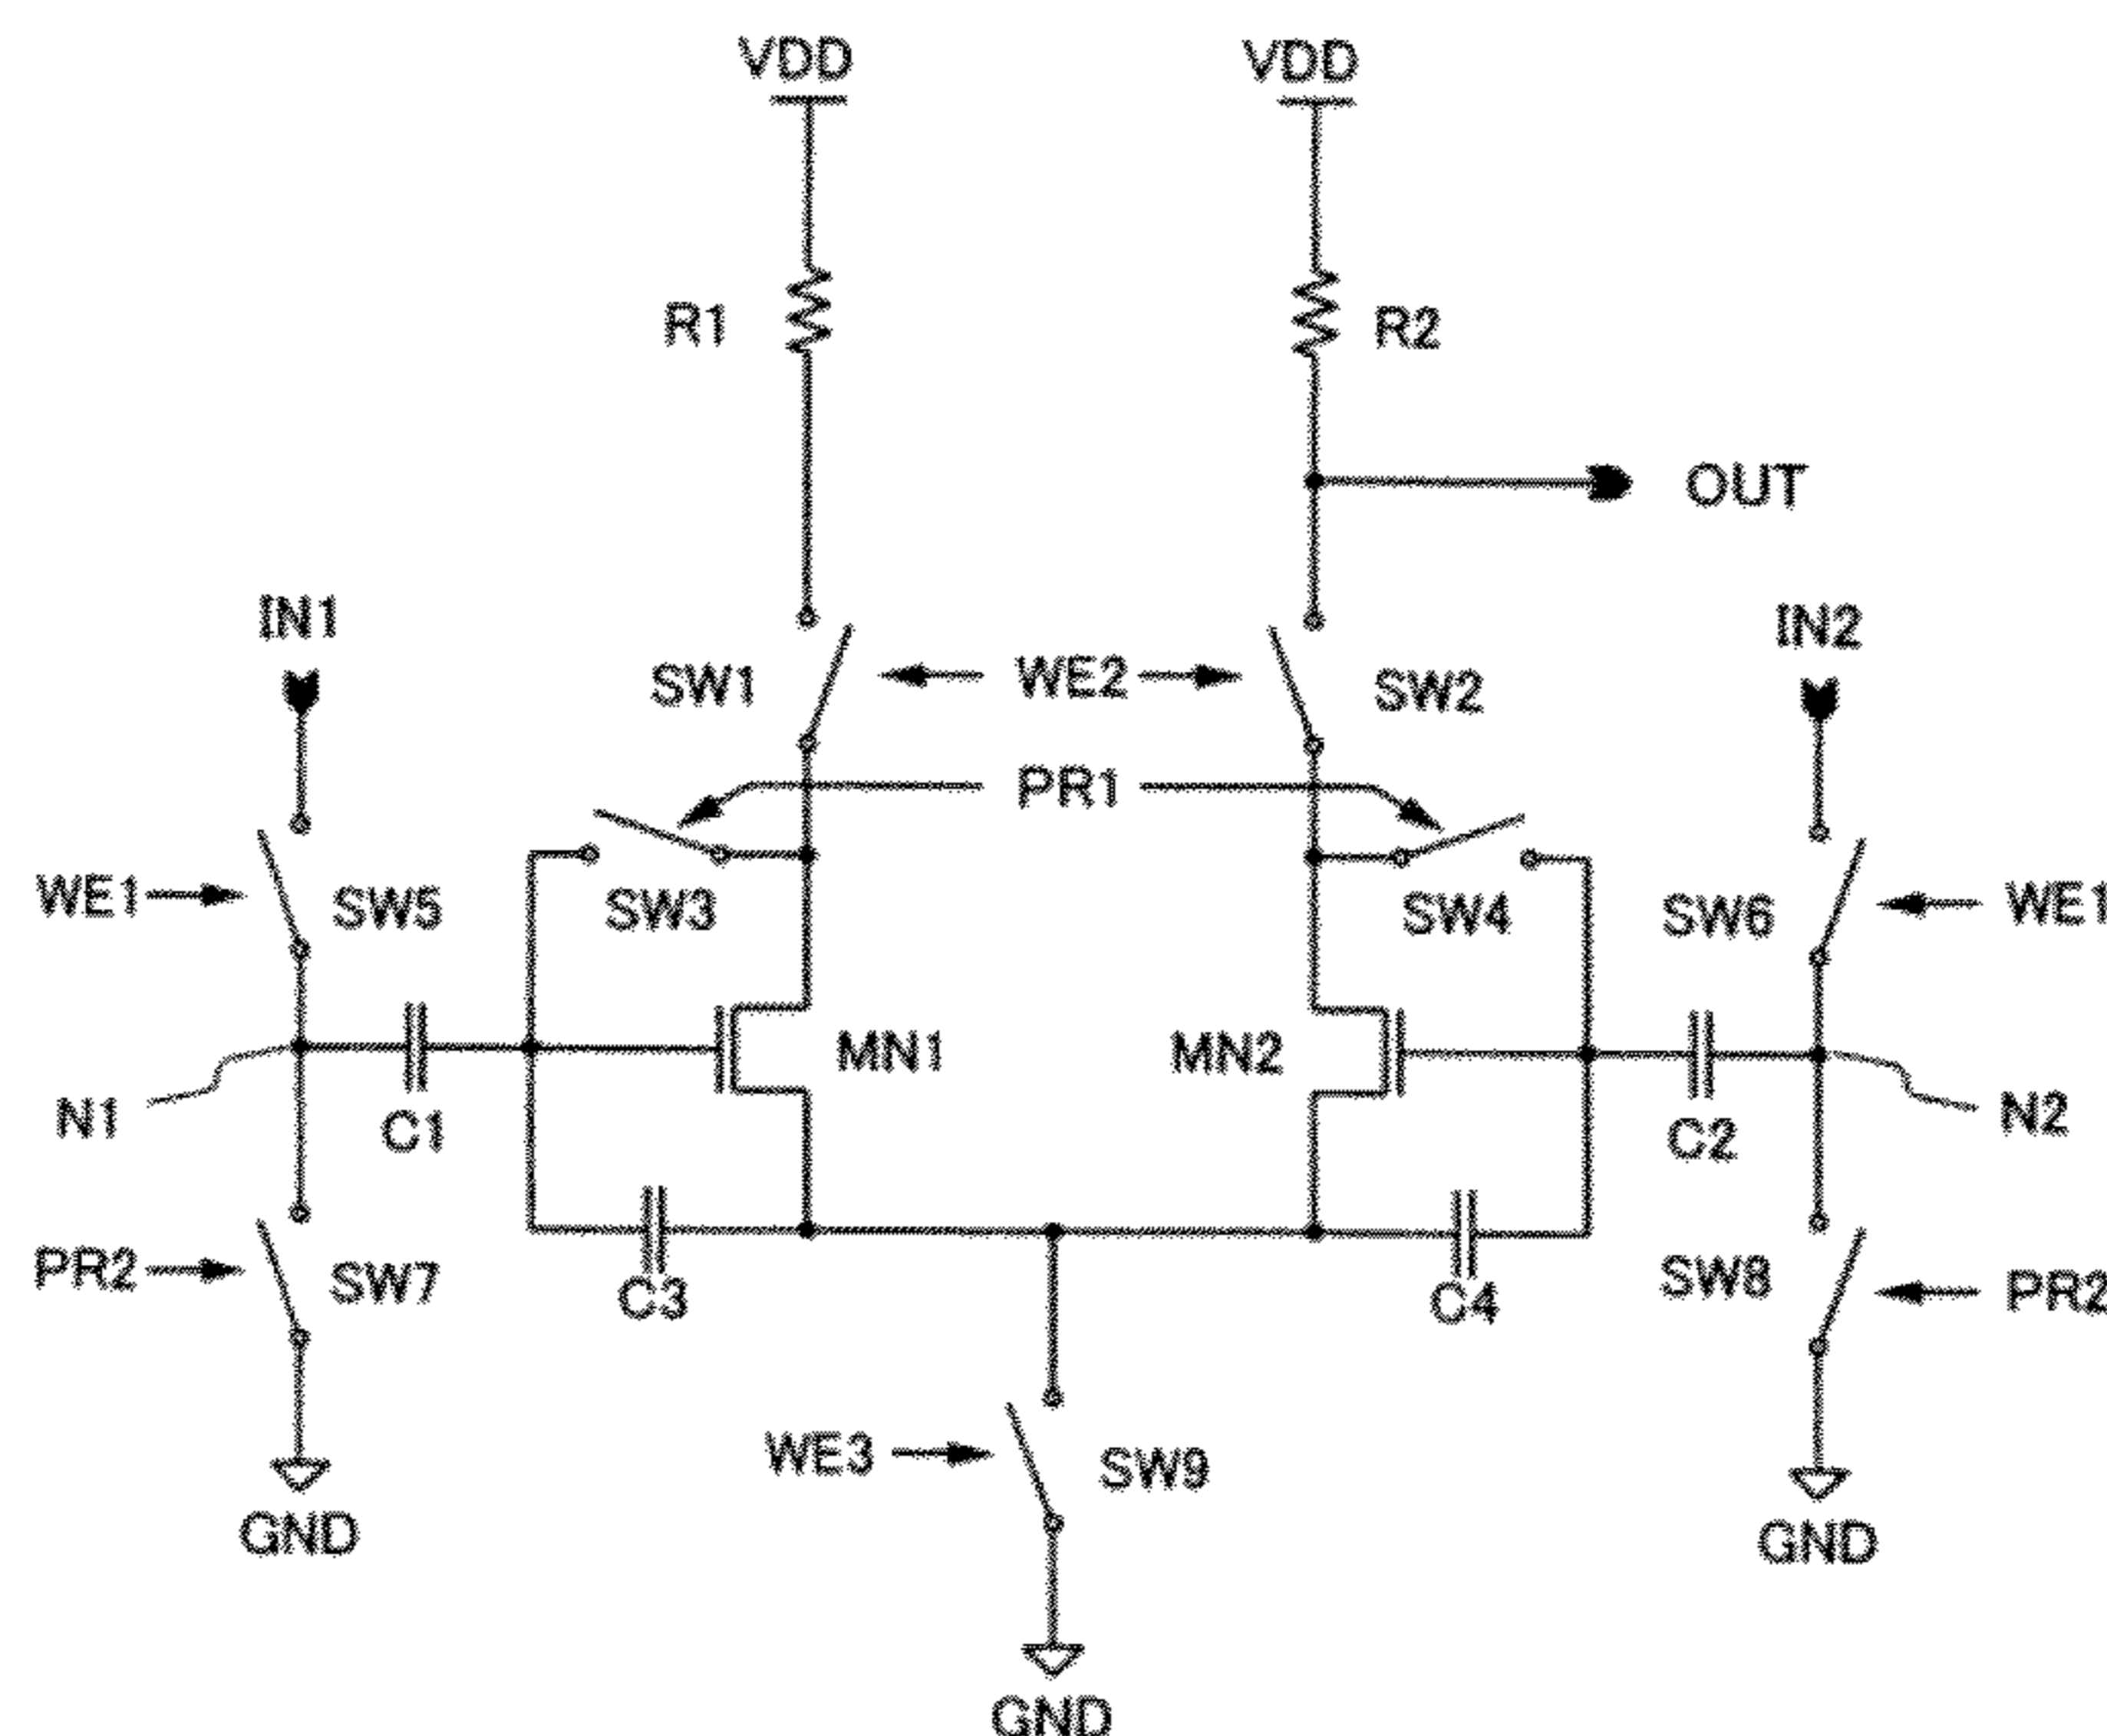 VDD
VDD
R1
R2
OUT
IN1
IN2
SW1
WE2
SW2
PR1
WE1
SW5
SW3
SW4
SW6
WE1
MN1
MN2
N1
C1
C2
N2
PR2
SW7
C3
C4
SW8
PR2
WE3
SW9
GND
GND
GND